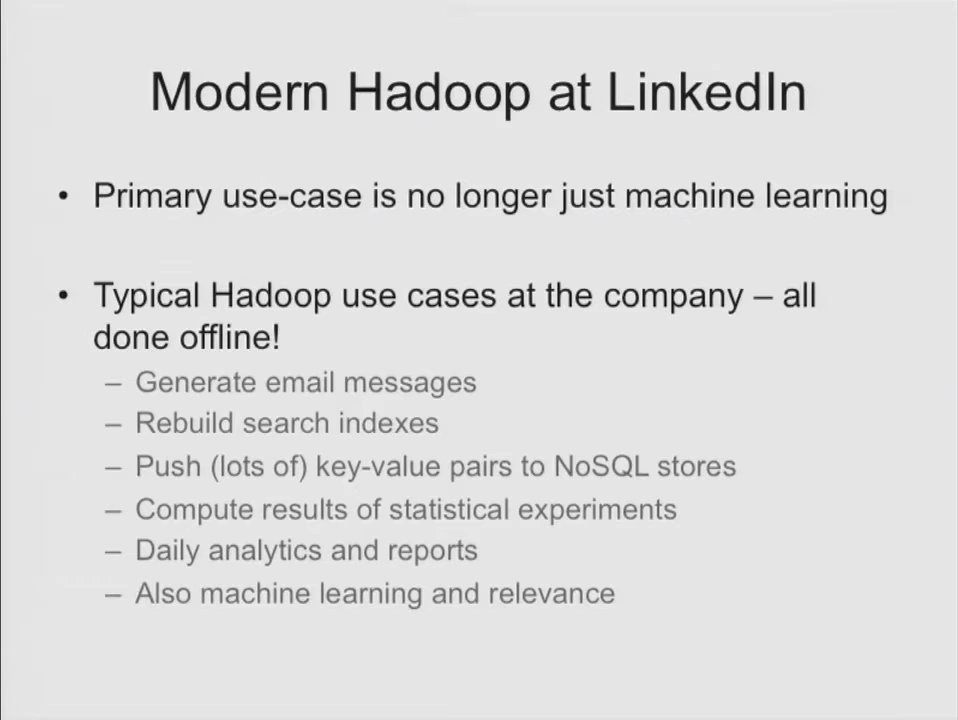 Modern Hadoop at LinkedIn
• Primary use-case is no longer just machine learning
• Typical Hadoop use cases at the company – all
done offline!
– Generate email messages
– Rebuild search indexes
– Push (lots of) key-value pairs to NoSQL stores
– Compute results of statistical experiments
– Daily analytics and reports
– Also machine learning and relevance